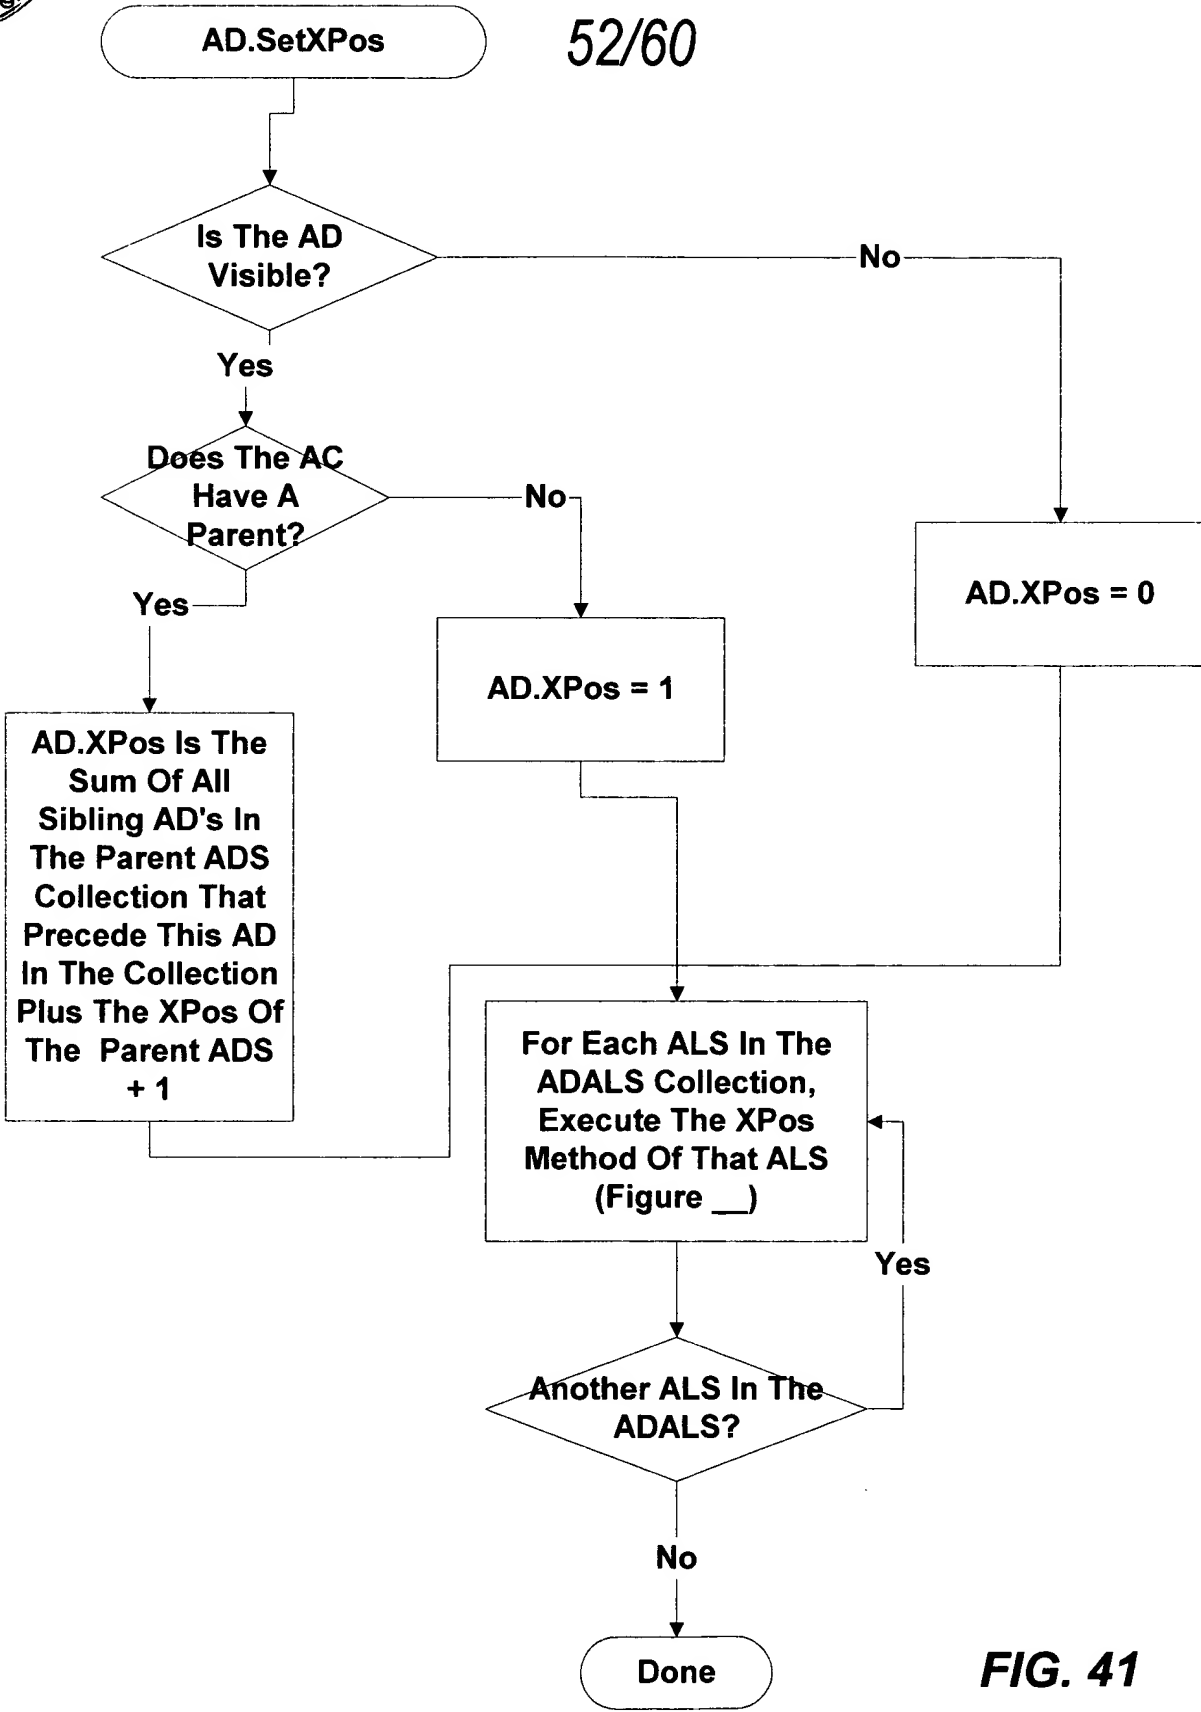 AD.SetXPos
52/60
Is The AD
Visible?
No
Yes
Does The AC
Have A
Parent?
No
Yes
AD.XPos = 0
AD.XPos = 1
AD.XPos Is The
Sum Of All
Sibling AD's In
The Parent ADS
Collection That
Precede This AD
In The Collection
Plus The XPos Of
The Parent ADS
+ 1
For Each ALS In The
ADALS Collection,
Execute The XPos
Method Of That ALS
(Figure __)
Yes
Another ALS In The
ADALS?
No
Done
FIG. 41